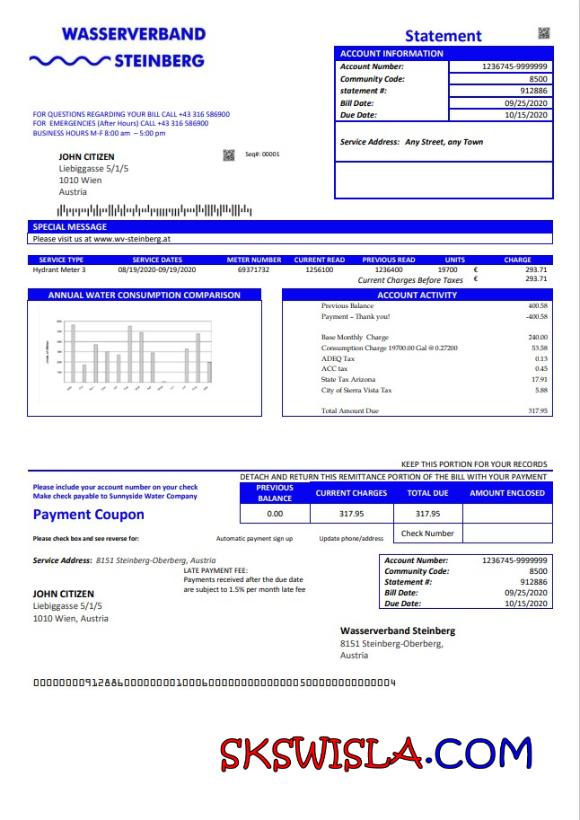 WASSERVERBAND
STEINBERG
Statement
ACCOUNT INFORMATION
Account Number: 1236745-9999999
Community Code: 8500
statement #: 912886
Bill Date: 09/25/2020
Due Date: 10/15/2020
Service Address: Any Street, any Town
FOR QUESTIONS REGARDING YOUR BILL CALL +43 316 586900
FOR EMERGENCIES (After Hours) CALL +43 316 586900
BUSINESS HOURS M-F 8:00 am – 5:00 pm
Seq#: 00001
JOHN CITIZEN
Liebiggasse 5/1/5
1010 Wien
Austria
SPECIAL MESSAGE
Please visit us at www.wv-steinberg.at
SERVICE TYPE SERVICE DATES METER NUMBER CURRENT READ PREVIOUS READ UNITS CHARGE
Hydrant Meter 3 08/19/2020-09/19/2020 69371732 1256100 1236400 19700 € 293.71
Current Charges Before Taxes € 293.71
ANNUAL WATER CONSUMPTION COMPARISON
ACCOUNT ACTIVITY
Previous Balance 400.58
Payment – Thank you! -400.58
Base Monthly Charge 240.00
Consumption Charge 19700.00 Gal @ 0.27200 53.58
ADEQ Tax 0.13
ACC tax 0.45
State Tax Arizona 17.91
City of Sierra Vista Tax 5.88
Total Amount Due 317.95
KEEP THIS PORTION FOR YOUR RECORDS
DETACH AND RETURN THIS REMITTANCE PORTION OF THE BILL WITH YOUR PAYMENT
Please include your account number on your check
Make check payable to Sunnyside Water Company
Payment Coupon
PREVIOUS BALANCE CURRENT CHARGES TOTAL DUE AMOUNT ENCLOSED
0.00 317.95 317.95
Check Number
Please check box and see reverse for: Automatic payment sign up Update phone/address
Service Address: 8151 Steinberg-Oberberg, Austria
LATE PAYMENT FEE:
Payments received after the due date
are subject to 1.5% per month late fee
JOHN CITIZEN
Liebiggasse 5/1/5
1010 Wien, Austria
Account Number: 1236745-9999999
Community Code: 8500
Statement #: 912886
Bill Date: 09/25/2020
Due Date: 10/15/2020
Wasserverband Steinberg
8151 Steinberg-Oberberg,
Austria
SKSWISLA.COM